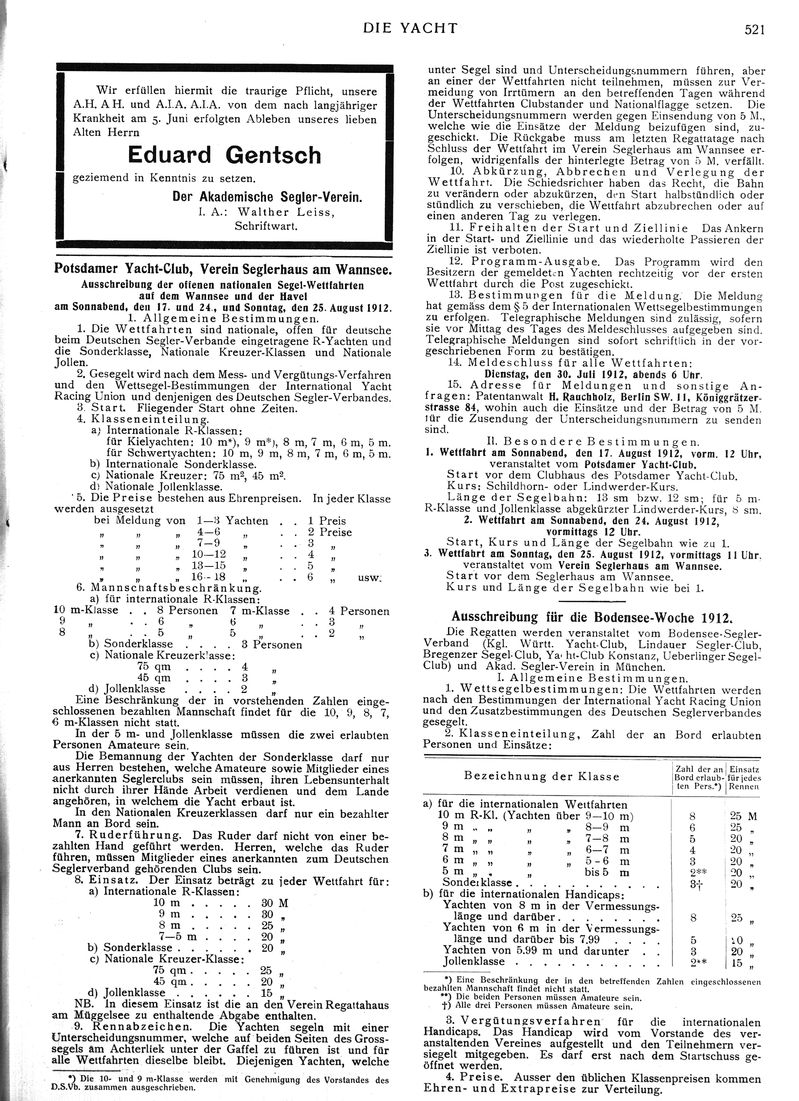 DIE YACHT
521
Wir erfüllen hiermit die traurige Pflicht, unsere
A.H. A H. und A.I.A. A.I.A. von dem nach langjähriger
Krankheit am 5. Juni erfolgten Ableben unseres lieben
Alten Herrn
Eduard Gentsch
geziemend in Kenntnis zu setzen.
Der Akademische Segler-Verein.
I. A.: Walther Leiss,
Schriftwart.
Potsdamer Yacht-Club, Verein Seglerhaus am Wannsee.
Ausschreibung der offenen nationalen Segel-Wettfahrten
auf dem Wannsee und der Havel
am Sonnabend, den 17. und 24., und Sonntag, den 25. August 1912.
1. Allgemeine Bestimmungen.
1. Die Wettfahrten sind nationale, offen für deutsche
beim Deutschen Segler-Verbande eingetragene R-Yachten und
die Sonderklasse, Nationale Kreuzer-Klassen und Nationale
Jollen.
2. Gesegelt wird nach dem Mess- und Vergütungs-Verfahren
und den Wettsegel-Bestimmungen der International Yacht
Racing Union und denjenigen des Deutschen Segler-Verbandes.
3. Start. Fliegender Start ohne Zeiten.
4. Klasseneinteilung.
a) Internationale R-Klassen:
für Kielyachten: 10 m*), 9 m*), 8 m, 7 m, 6 m, 5 m.
für Schwertyachten: 10 m, 9 m, 8 m, 7 m, 6 m, 5 m.
b) Internationale Sonderklasse.
c) Nationale Kreuzer: 75 m², 45 m².
d) Nationale Jollenklasse.
5. Die Preise bestehen aus Ehrenpreisen. In jeder Klasse
werden ausgesetzt
bei Meldung von 1—3 Yachten . . 1 Preis
„ „ „ 4—6 „ . . 2 Preise
„ „ „ 7—9 „ . . 3 „
„ „ „ 10—12 „ . . 4 „
„ „ „ 13—15 „ . . 5 „
„ „ „ 16—18 „ . . 6 „ usw.
6. Mannschaftsbeschränkung.
a) für internationale R-Klassen:
10 m-Klasse . . 8 Personen 7 m-Klasse . . 4 Personen
9 „ . . 6 „ 6 „ . . 3 „
8 „ . . 5 „ 5 „ . . 2 „
b) Sonderklasse . . . . 3 Personen
c) Nationale Kreuzerklasse:
75 qm . . . . 4 „
45 qm . . . . 3 „
d) Jollenklasse . . . . 2 „
Eine Beschränkung der in vorstehenden Zahlen einge-
schlossenen bezahlten Mannschaft findet für die 10, 9, 8, 7,
6 m-Klassen nicht statt.
In der 5 m- und Jollenklasse müssen die zwei erlaubten
Personen Amateure sein.
Die Bemannung der Yachten der Sonderklasse darf nur
aus Herren bestehen, welche Amateure sowie Mitglieder eines
anerkannten Seglerclubs sein müssen, ihren Lebensunterhalt
nicht durch ihrer Hände Arbeit verdienen und dem Lande
angehören, in welchem die Yacht erbaut ist.
In den Nationalen Kreuzerklassen darf nur ein bezahlter
Mann an Bord sein.
7. Ruderführung. Das Ruder darf nicht von einer be-
zahlten Hand geführt werden. Herren, welche das Ruder
führen, müssen Mitglieder eines anerkannten zum Deutschen
Seglerverband gehörenden Clubs sein.
8. Einsatz. Der Einsatz beträgt zu jeder Wettfahrt für:
a) Internationale R-Klassen:
10 m . . . . . 30 M
9 m . . . . . 30 „
8 m . . . . . 25 „
7—5 m . . . . 20 „
b) Sonderklasse . . . . . . 20 „
c) Nationale Kreuzer-Klasse:
75 qm . . . . . 25 „
45 qm . . . . . 20 „
d) Jollenklasse . . . . . . 15 „
NB. In diesem Einsatz ist die an den Verein Regattahaus
am Müggelsee zu enthaltende Abgabe enthalten.
9. Rennabzeichen. Die Yachten segeln mit einer
Unterscheidungsnummer, welche auf beiden Seiten des Gross-
segels am Achterliek unter der Gaffel zu führen ist und für
alle Wettfahrten dieselbe bleibt. Diejenigen Yachten, welche
*) Die 10- und 9 m-Klasse werden mit Genehmigung des Vorstandes des
D.S.Vb. zusammen ausgeschrieben.
unter Segel sind und Unterscheidungsnummern führen, aber
an einer der Wettfahrten nicht teilnehmen, müssen zur Ver-
meidung von Irrtümern an den betreffenden Tagen während
der Wettfahrten Clubstander und Nationalflagge setzen. Die
Unterscheidungsnummern werden gegen Einsendung von 5 M.,
welche wie die Einsätze der Meldung beizufügen sind, zu-
geschickt. Die Rückgabe muss am letzten Regattatage nach
Schluss der Wettfahrt im Verein Seglerhaus am Wannsee er-
folgen, widrigenfalls der hinterlegte Betrag von 5 M. verfällt.
10. Abkürzung, Abbrechen und Verlegung der
Wettfahrt. Die Schiedsrichter haben das Recht, die Bahn
zu verändern oder abzukürzen, den Start halbstündlich oder
stündlich zu verschieben, die Wettfahrt abzubrechen oder auf
einen anderen Tag zu verlegen.
11. Freihalten der Start und Ziellinie Das Ankern
in der Start- und Ziellinie und das wiederholte Passieren der
Ziellinie ist verboten.
12. Programm-Ausgabe. Das Programm wird den
Besitzern der gemeldeten Yachten rechtzeitig vor der ersten
Wettfahrt durch die Post zugeschickt.
13. Bestimmungen für die Meldung. Die Meldung
hat gemäss dem § 5 der Internationalen Wettsegelbestimmungen
zu erfolgen. Telegraphische Meldungen sind zulässig, sofern
sie vor Mittag des Tages des Meldeschlusses aufgegeben sind.
Telegraphische Meldungen sind sofort schriftlich in der vor-
geschriebenen Form zu bestätigen.
14. Meldeschluss für alle Wettfahrten:
Dienstag, den 30. Juli 1912, abends 6 Uhr.
15. Adresse für Meldungen und sonstige An-
fragen: Patentanwalt H. Rauchholz, Berlin SW. 11, Königgrätzer-
strasse 84, wohin auch die Einsätze und der Betrag von 5 M.
für die Zusendung der Unterscheidungsnummern zu senden
sind.
II. Besondere Bestimmungen.
1. Wettfahrt am Sonnabend, den 17. August 1912, vorm. 12 Uhr,
veranstaltet vom Potsdamer Yacht-Club.
Start vor dem Clubhaus des Potsdamer Yacht-Club.
Kurs: Schildhorn- oder Lindwerder-Kurs.
Länge der Segelbahn: 13 sm bzw. 12 sm; für 5 m-
R-Klasse und Jollenklasse abgekürzter Lindwerder-Kurs, 8 sm.
2. Wettfahrt am Sonnabend, den 24. August 1912,
vormittags 12 Uhr.
Start, Kurs und Länge der Segelbahn wie zu 1.
3. Wettfahrt am Sonntag, den 25. August 1912, vormittags 11 Uhr.
veranstaltet vom Verein Seglerhaus am Wannsee.
Start vor dem Seglerhaus am Wannsee.
Kurs und Länge der Segelbahn wie bei 1.
Ausschreibung für die Bodensee-Woche 1912.
Die Regatten werden veranstaltet vom Bodensee-Segler-
Verband (Kgl. Württ. Yacht-Club, Lindauer Segler-Club,
Bregenzer Segel-Club, Yacht-Club Konstanz, Ueberlinger Segel-
Club) und Akad. Segler-Verein in München.
I. Allgemeine Bestimmungen.
1. Wettsegelbestimmungen: Die Wettfahrten werden
nach den Bestimmungen der International Yacht Racing Union
und den Zusatzbestimmungen des Deutschen Seglerverbandes
gesegelt.
2. Klasseneinteilung, Zahl der an Bord erlaubten
Personen und Einsätze:
Bezeichnung der Klasse
Zahl der an Bord erlaub- ten Pers.*)
Einsatz für jedes Rennen
a) für die internationalen Wettfahrten
10 m R-Kl. (Yachten über 9—10 m) 8 25 M
9 m „ „ „ „ 8—9 m 6 25 „
8 m „ „ „ „ 7—8 m 5 20 „
7 m „ „ „ „ 6—7 m 4 20 „
6 m „ „ „ „ 5-6 m 3 20 „
5 m „ „ „ bis 5 m 2** 20 „
Sonderklasse . . . . . . . . . . . 3† 20 „
b) für die internationalen Handicaps:
Yachten von 8 m in der Vermessungs-
länge und darüber . . . . . . . . 8 25 „
Yachten von 6 m in der Vermessungs-
länge und darüber bis 7,99 . . . . 5 20 „
Yachten von 5.99 m und darunter . . 3 20 „
Jollenklasse . . . . . . . . . . . 2** 15 „
*) Eine Beschränkung der in den betreffenden Zahlen eingeschlossenen
bezahlten Mannschaft findet nicht statt.
**) Die beiden Personen müssen Amateure sein.
†) Alle drei Personen müssen Amateure sein.
3. Vergütungsverfahren für die internationalen
Handicaps. Das Handicap wird vom Vorstande des ver-
anstaltenden Vereines aufgestellt und den Teilnehmern ver-
siegelt mitgegeben. Es darf erst nach dem Startschuss ge-
öffnet werden.
4. Preise. Ausser den üblichen Klassenpreisen kommen
Ehren- und Extrapreise zur Verteilung.